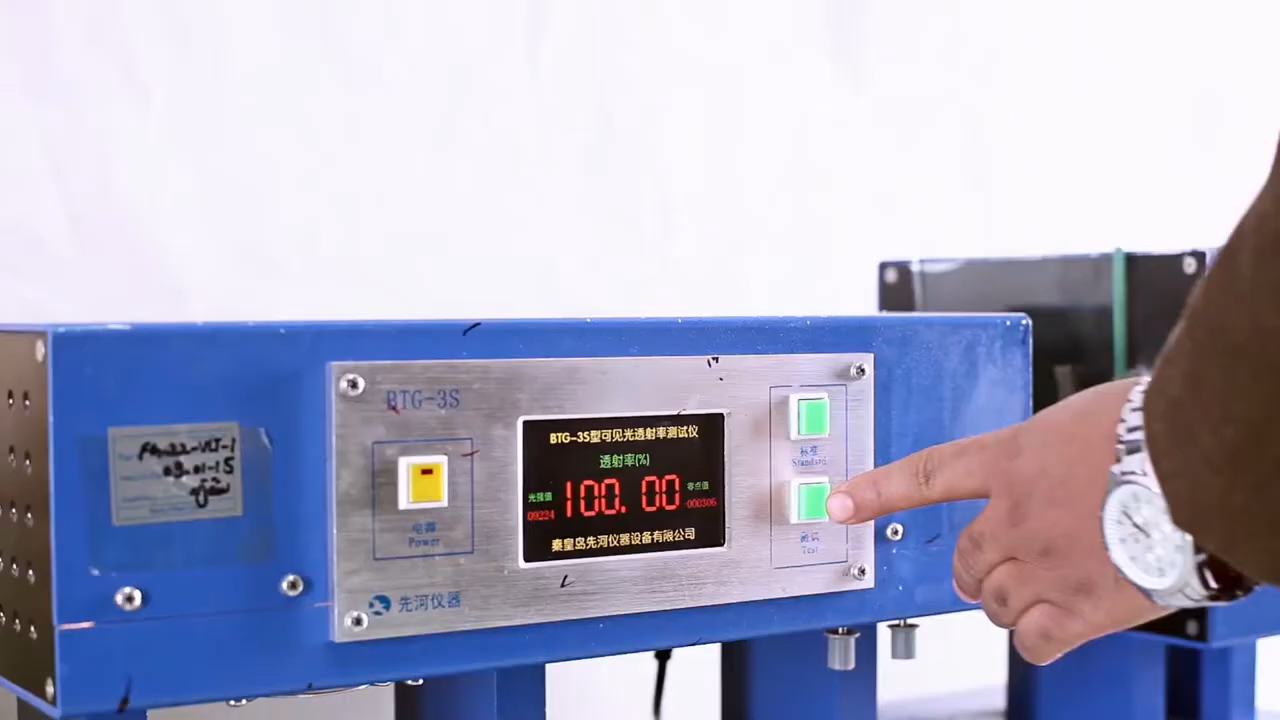 BTG-3S
BTG-3S型可见光透射率测试仪
透射率(%)
光强值
09224
100.00
零点值
-000306
秦皇岛先河仪器设备有限公司
电源
Power
标准
Standard
测试
Test
先河仪器